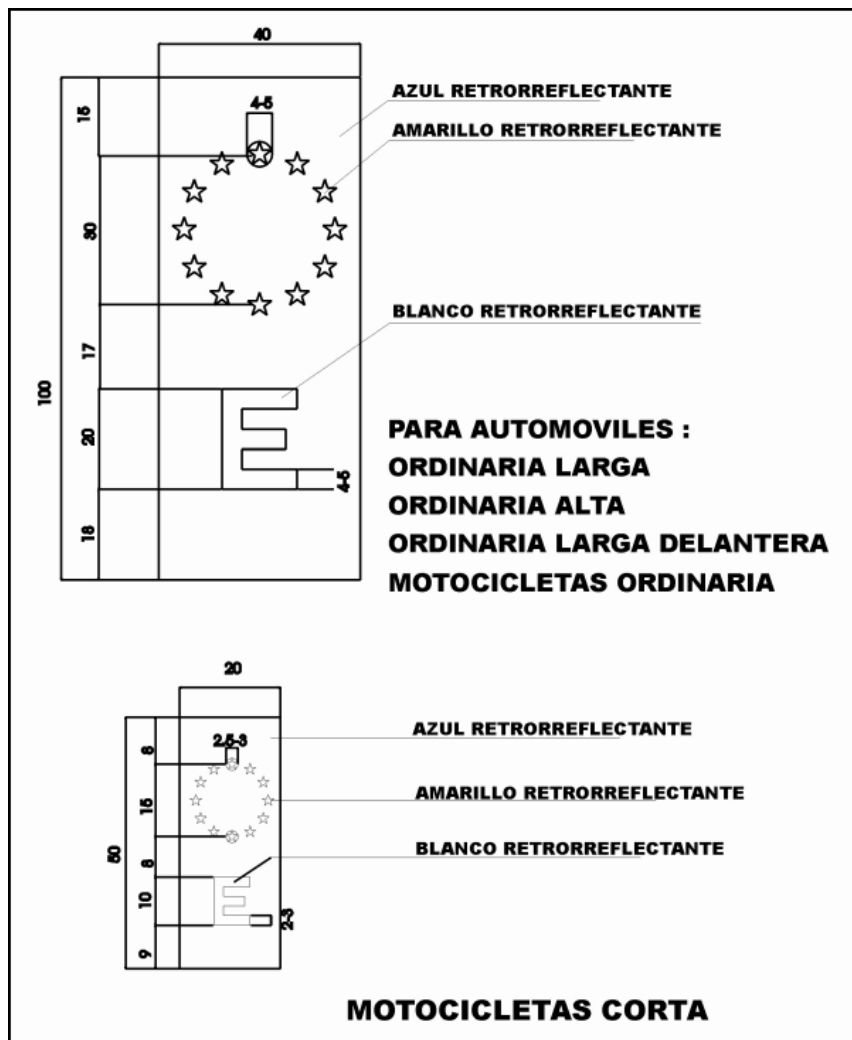 40
15
4-5
AZUL RETRORREFLECTANTE
AMARILLO RETRORREFLECTANTE
30
BLANCO RETRORREFLECTANTE
17
100
E
20
4-5
18
PARA AUTOMOVILES :
ORDINARIA LARGA
ORDINARIA ALTA
ORDINARIA LARGA DELANTERA
MOTOCICLETAS ORDINARIA
20
AZUL RETRORREFLECTANTE
8
2.5-3
15
AMARILLO RETRORREFLECTANTE
50
8
BLANCO RETRORREFLECTANTE
E
10
2-3
9
MOTOCICLETAS CORTA